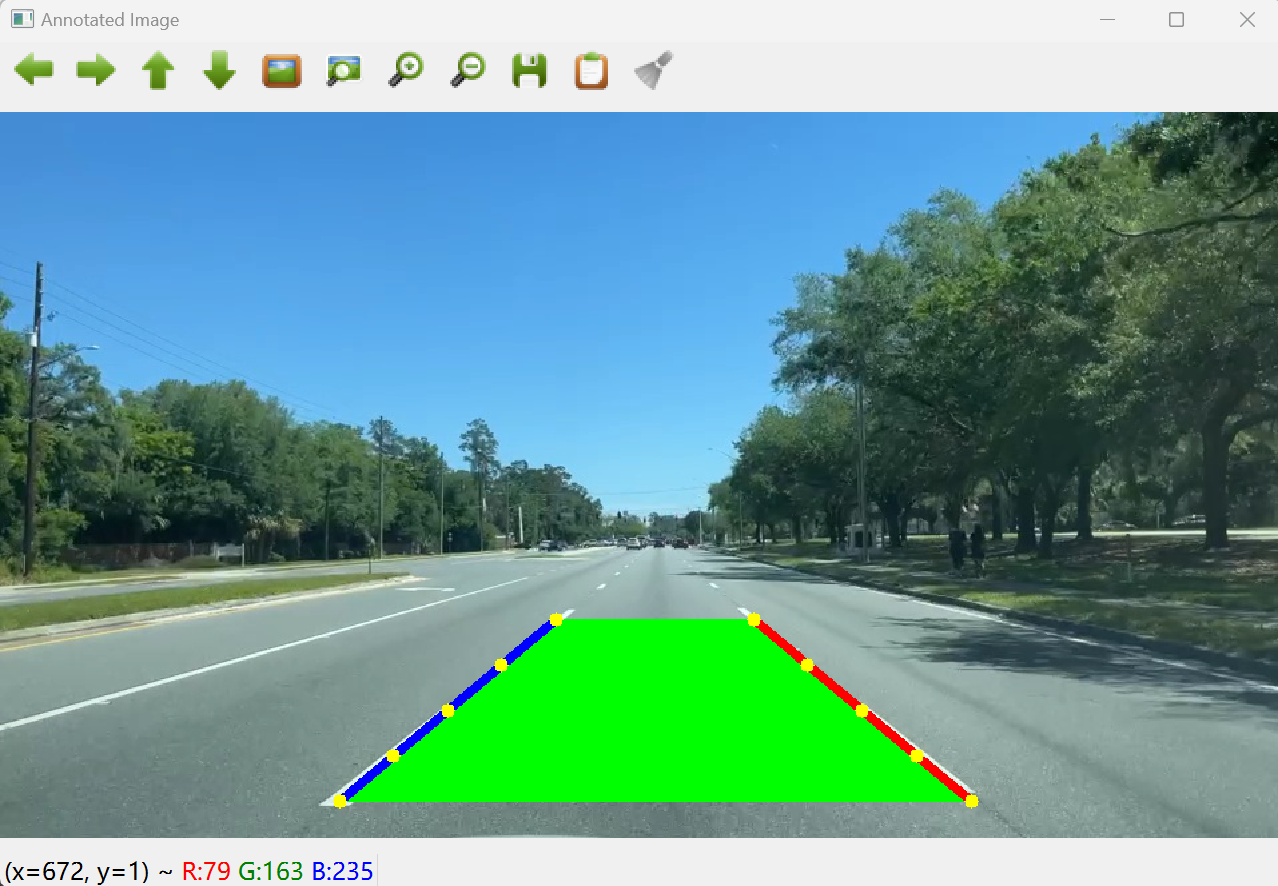 Annotated Image
(x=672, y=1) ~ R:79 G:163 B:235